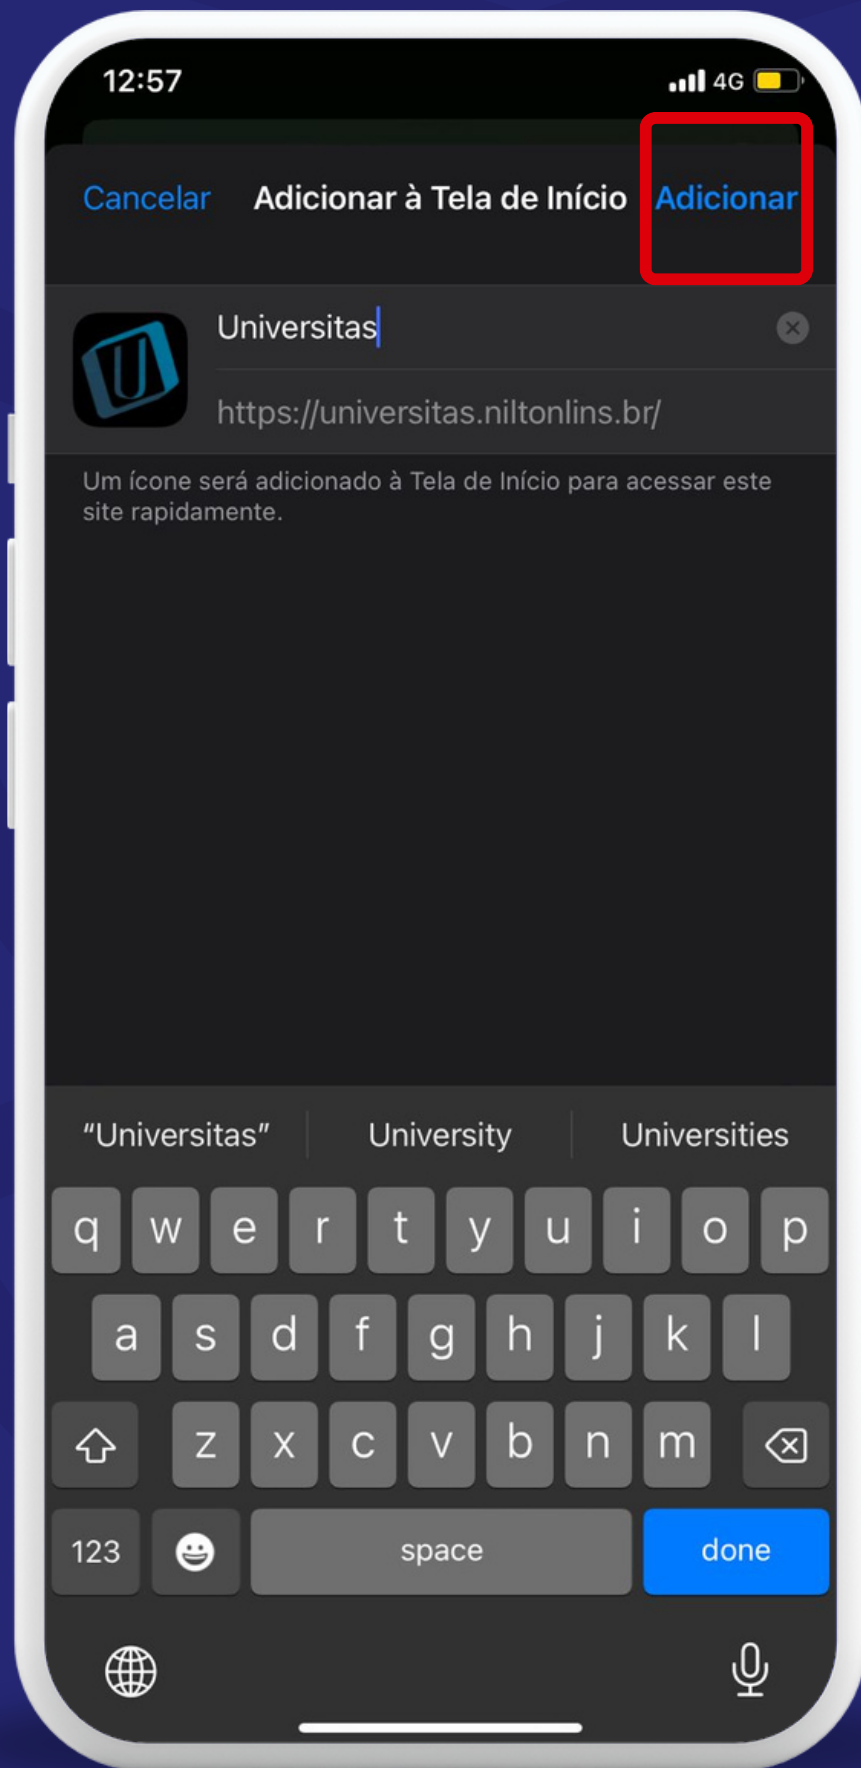 12:57
4G
Cancelar Adicionar à Tela de Início Adicionar
U
Universitas
https://universitas.niltonlins.br/
Um ícone será adicionado à Tela de Início para acessar este
site rapidamente.
“Universitas” University Universities
q w e r t y u i o p
a s d f g h j k l
z x c v b n m
123 space done